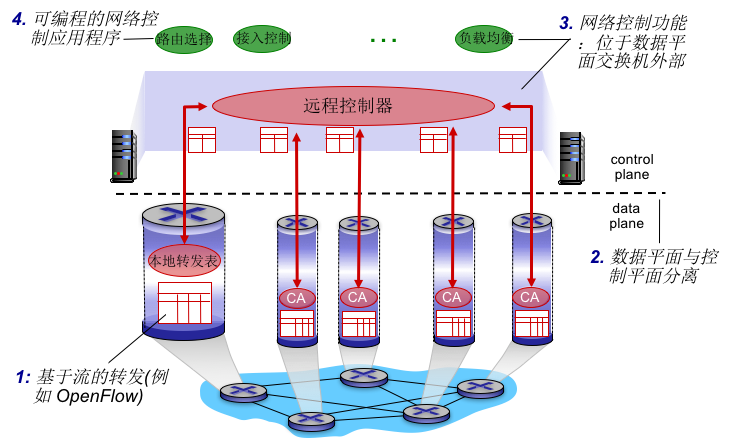 4. 可编程的网络控
制应用程序
路由选择
接入控制
...
负载均衡
3. 网络控制功能
：位于数据平
面交换机外部
远程控制器
control
plane
data
plane
本地转发表
CA
CA
CA
CA
2. 数据平面与控
制平面分离
1: 基于流的转发(例
如 OpenFlow)